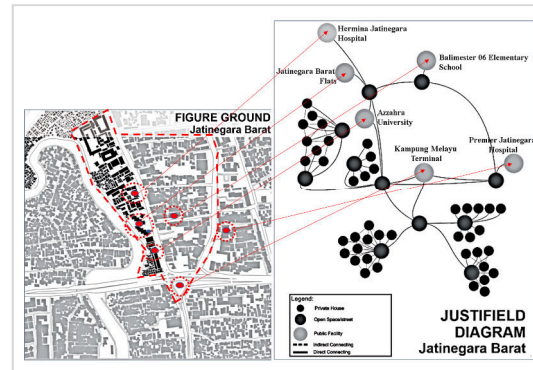 FIGURE GROUND
Jatinegara Barat
Hermina Jatinegara
Hospital
Jatinegara Barat
Flats
Balimester 06 Elementary
School
Azzahra
University
Kampung Melayu
Terminal
Premier Jatinegara
Hospital
Legend:
Private House
Open Space/street
Public Facility
Indirect Connecting
Direct Connecting
JUSTIFIELD
DIAGRAM
Jatinegara Barat